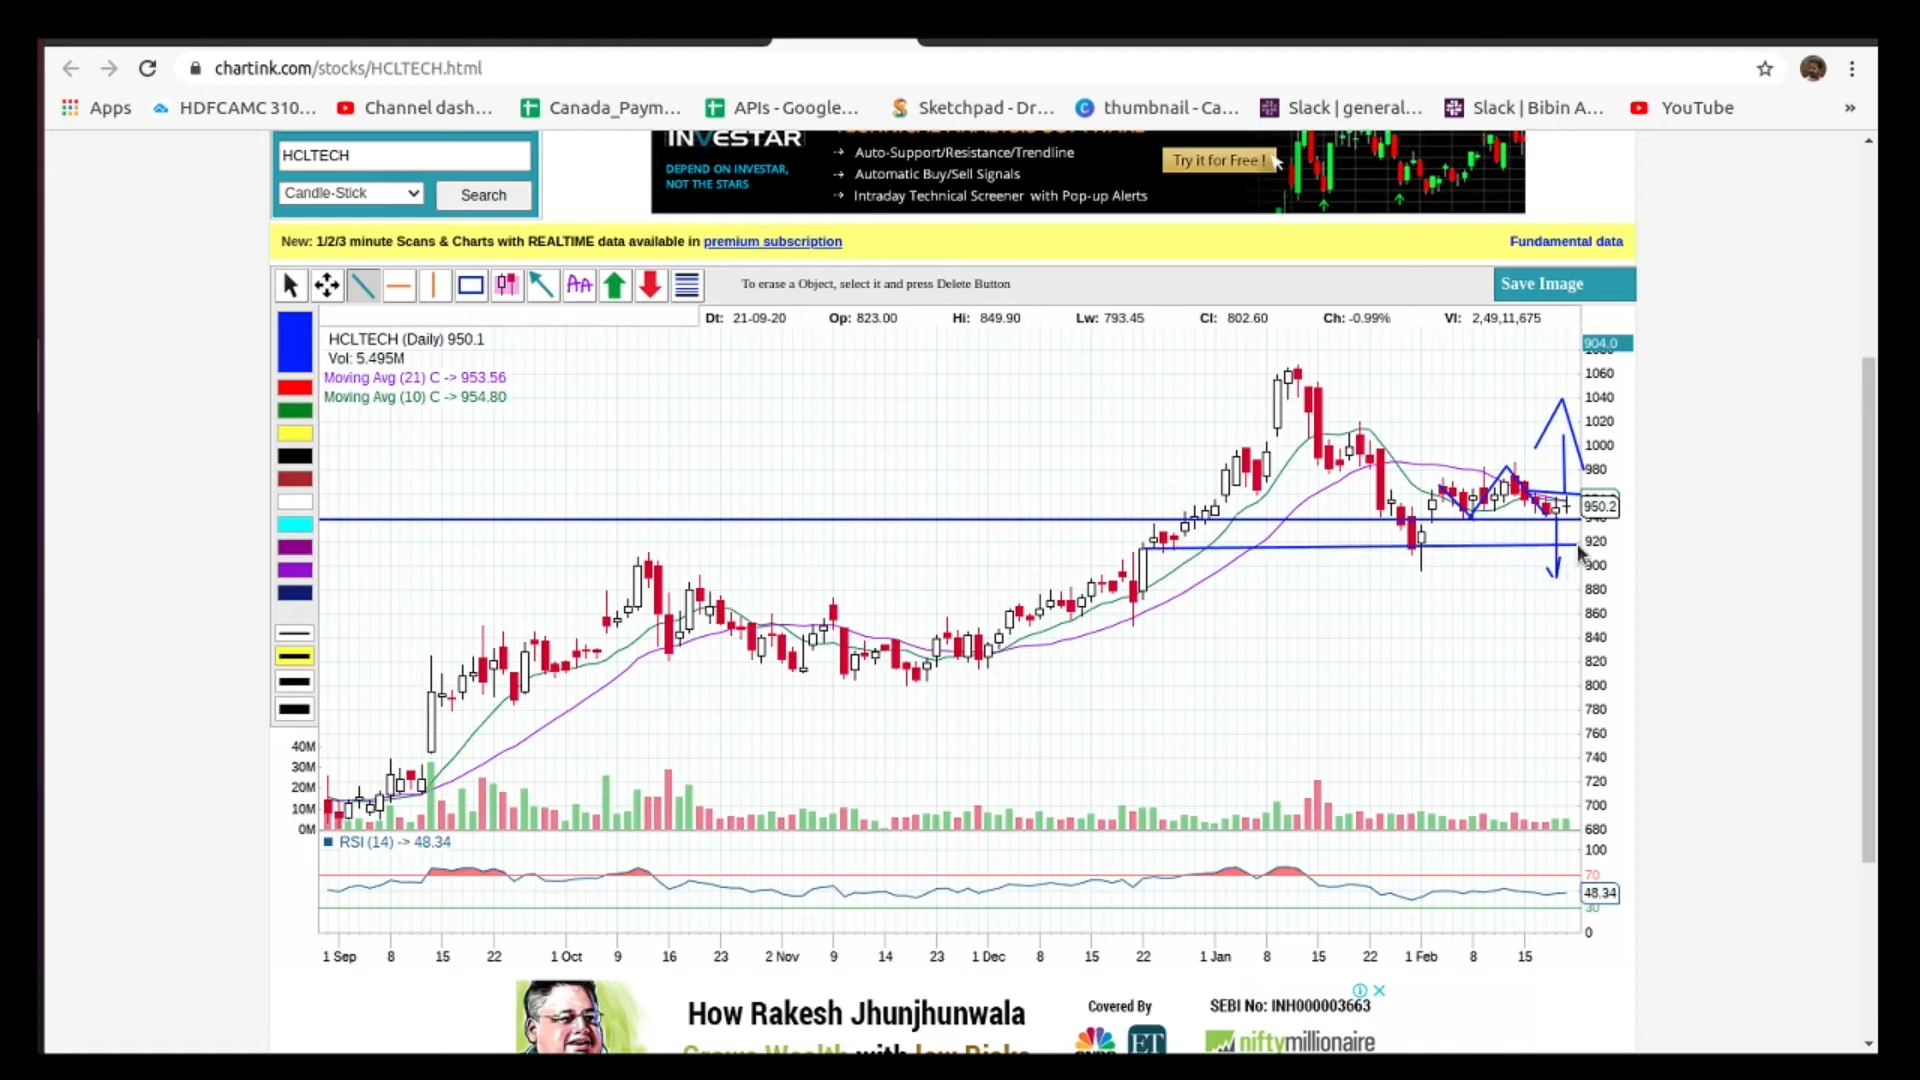 chartink.com/stocks/HCLTECH.html
Apps HDFCAMC 310... Channel dash... Canada_Paym... APIs - Google... Sketchpad - Dr... thumbnail - Ca... Slack | general... Slack | Bibin A... YouTube »
HCLTECH
Candle-Stick Search
INVESTAR
DEPEND ON INVESTAR,
NOT THE STARS
Auto-Support/Resistance/Trendline
Automatic Buy/Sell Signals
Intraday Technical Screener with Pop-up Alerts
Try it for Free !
New: 1/2/3 minute Scans & Charts with REALTIME data available in premium subscription
Fundamental data
To erase a Object, select it and press Delete Button
Save Image
Dt: 21-09-20 Op: 823.00 Hi: 849.90 Lw: 793.45 Cl: 802.60 Ch: -0.99% Vl: 2,49,11,675
HCLTECH (Daily) 950.1
Vol: 5.495M
Moving Avg (21) C -> 953.56
Moving Avg (10) C -> 954.80
904.0
1060
1040
1020
1000
980
950.2
940
920
900
880
860
840
820
800
780
760
740
720
700
680
40M
30M
20M
10M
0M
RSI (14) -> 48.34
100
70
48.34
30
0
1 Sep 8 15 22 1 Oct 9 16 23 2 Nov 9 14 23 1 Dec 8 15 22 1 Jan 8 15 22 1 Feb 8 15
How Rakesh Jhunjhunwala
Covered By
ET
SEBI No: INH000003663
niftymillionaire